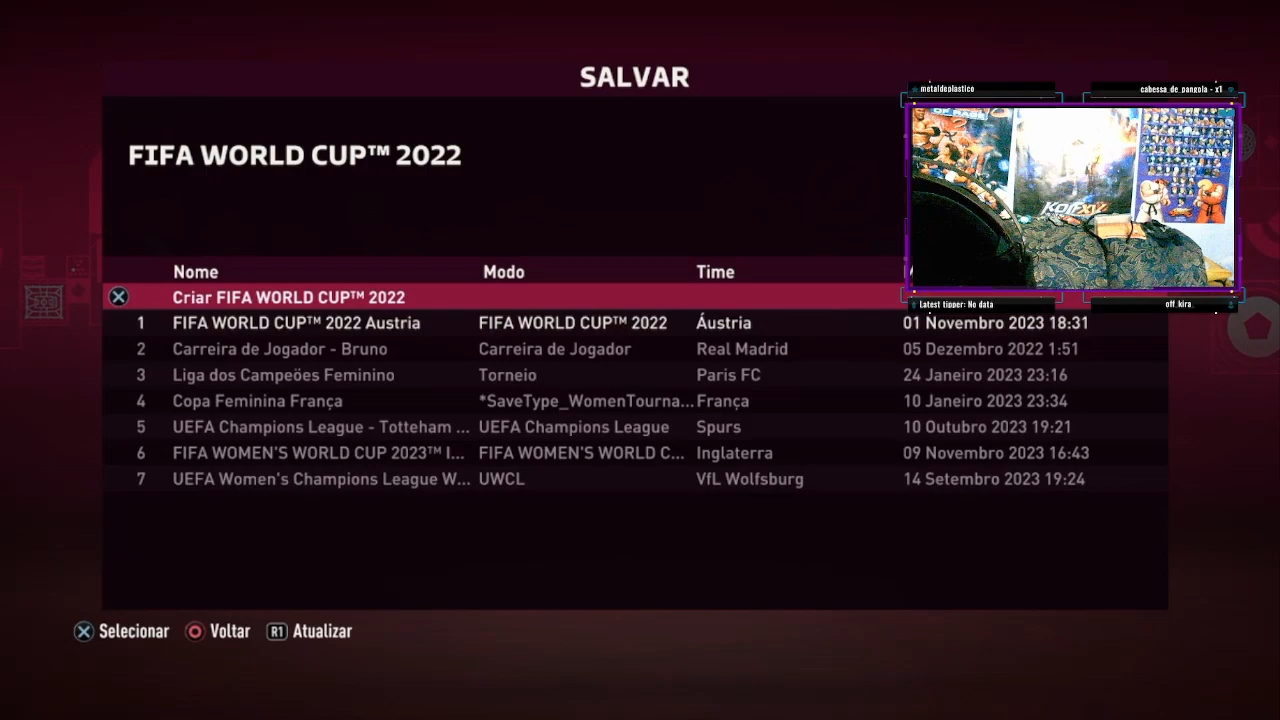 SALVAR
metaldeplastico
cabessa_de_pangola - x1
FIFA WORLD CUP™ 2022
KOF XV
Latest tipper: No data
off_kira_
Nome Modo Time
Criar FIFA WORLD CUP™ 2022
1 FIFA WORLD CUP™ 2022 Austria FIFA WORLD CUP™ 2022 Áustria 01 Novembro 2023 18:31
2 Carreira de Jogador - Bruno Carreira de Jogador Real Madrid 05 Dezembro 2022 1:51
3 Liga dos Campeões Feminino Torneio Paris FC 24 Janeiro 2023 23:16
4 Copa Feminina França *SaveType_WomenTourna... França 10 Janeiro 2023 23:34
5 UEFA Champions League - Totteham ... UEFA Champions League Spurs 10 Outubro 2023 19:21
6 FIFA WOMEN'S WORLD CUP 2023™ I... FIFA WOMEN'S WORLD C... Inglaterra 09 Novembro 2023 16:43
7 UEFA Women's Champions League W... UWCL VfL Wolfsburg 14 Setembro 2023 19:24
Selecionar Voltar R1 Atualizar